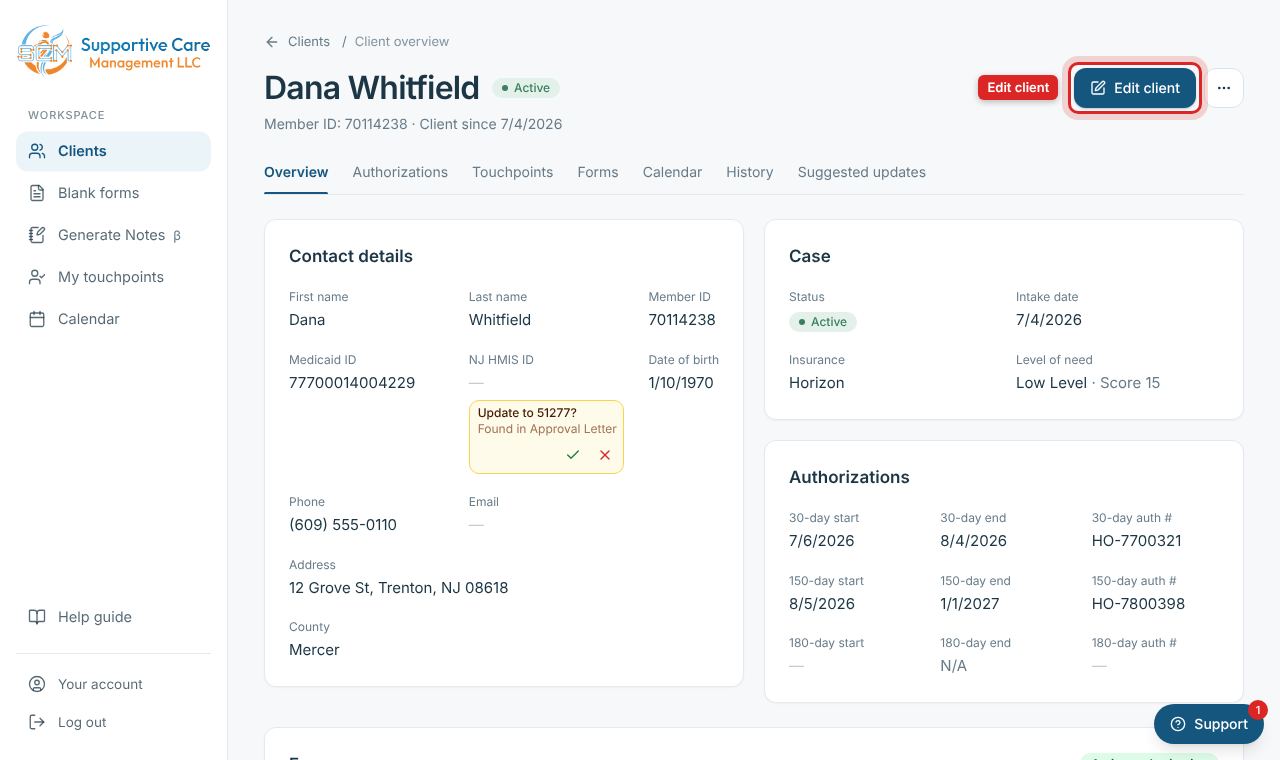 SCM
Supportive Care
Management LLC
WORKSPACE
Clients
Blank forms
Generate Notes β
My touchpoints
Calendar
Help guide
Your account
Log out
← Clients / Client overview
Dana Whitfield
Active
Member ID: 70114238 · Client since 7/4/2026
Edit client
Edit client
Overview Authorizations Touchpoints Forms Calendar History Suggested updates
Contact details
First name Last name Member ID
Dana Whitfield 70114238
Medicaid ID NJ HMIS ID Date of birth
77700014004229 — 1/10/1970
Update to 51277?
Found in Approval Letter
Phone Email
(609) 555-0110 —
Address
12 Grove St, Trenton, NJ 08618
County
Mercer
Case
Status Intake date
Active 7/4/2026
Insurance Level of need
Horizon Low Level · Score 15
Authorizations
30-day start 30-day end 30-day auth #
7/6/2026 8/4/2026 HO-7700321
150-day start 150-day end 150-day auth #
8/5/2026 1/1/2027 HO-7800398
180-day start 180-day end 180-day auth #
— N/A —
Support
1